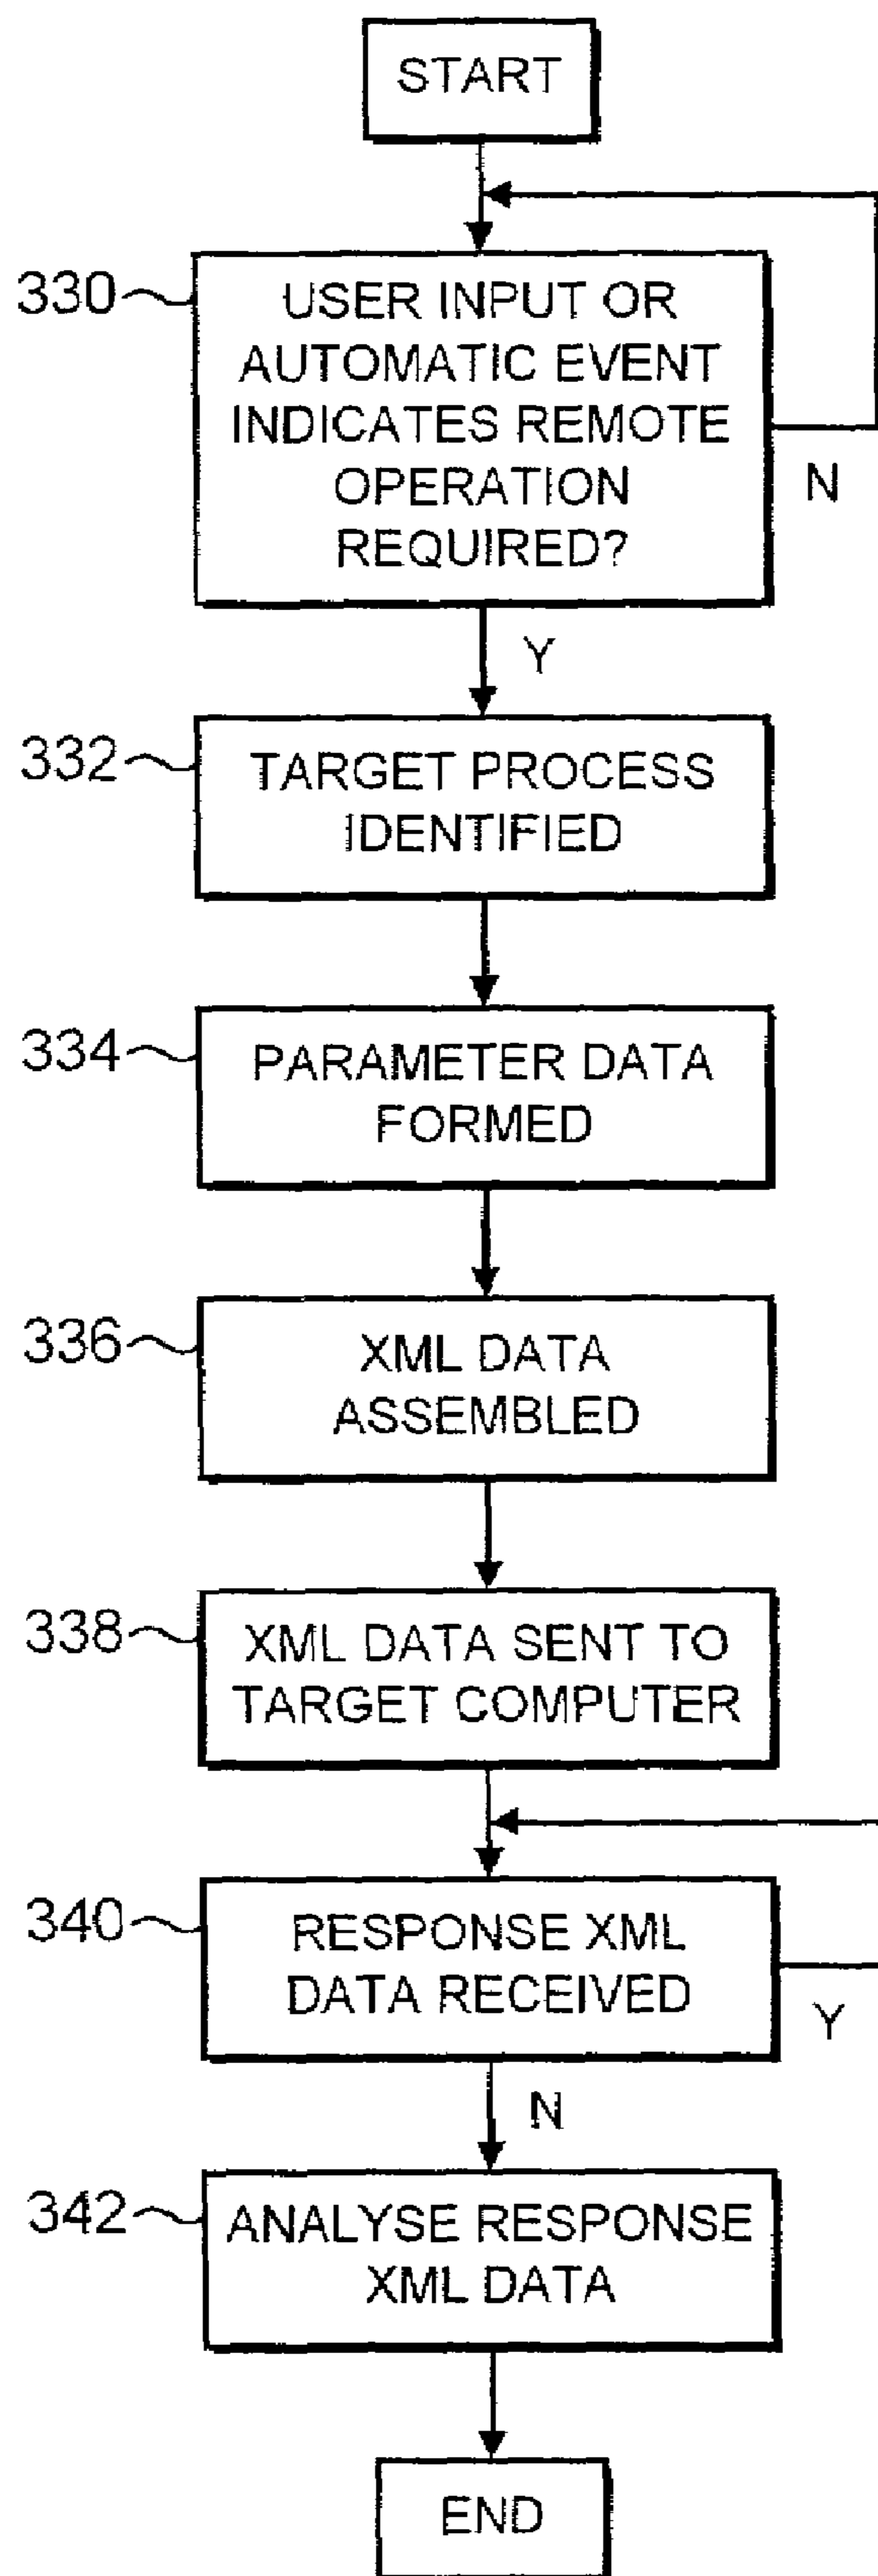 START
330
USER INPUT OR
AUTOMATIC EVENT
INDICATES REMOTE
OPERATION
REQUIRED?
N
Y
332
TARGET PROCESS
IDENTIFIED
334
PARAMETER DATA
FORMED
336
XML DATA
ASSEMBLED
338
XML DATA SENT TO
TARGET COMPUTER
340
RESPONSE XML
DATA RECEIVED
Y
N
342
ANALYSE RESPONSE
XML DATA
END